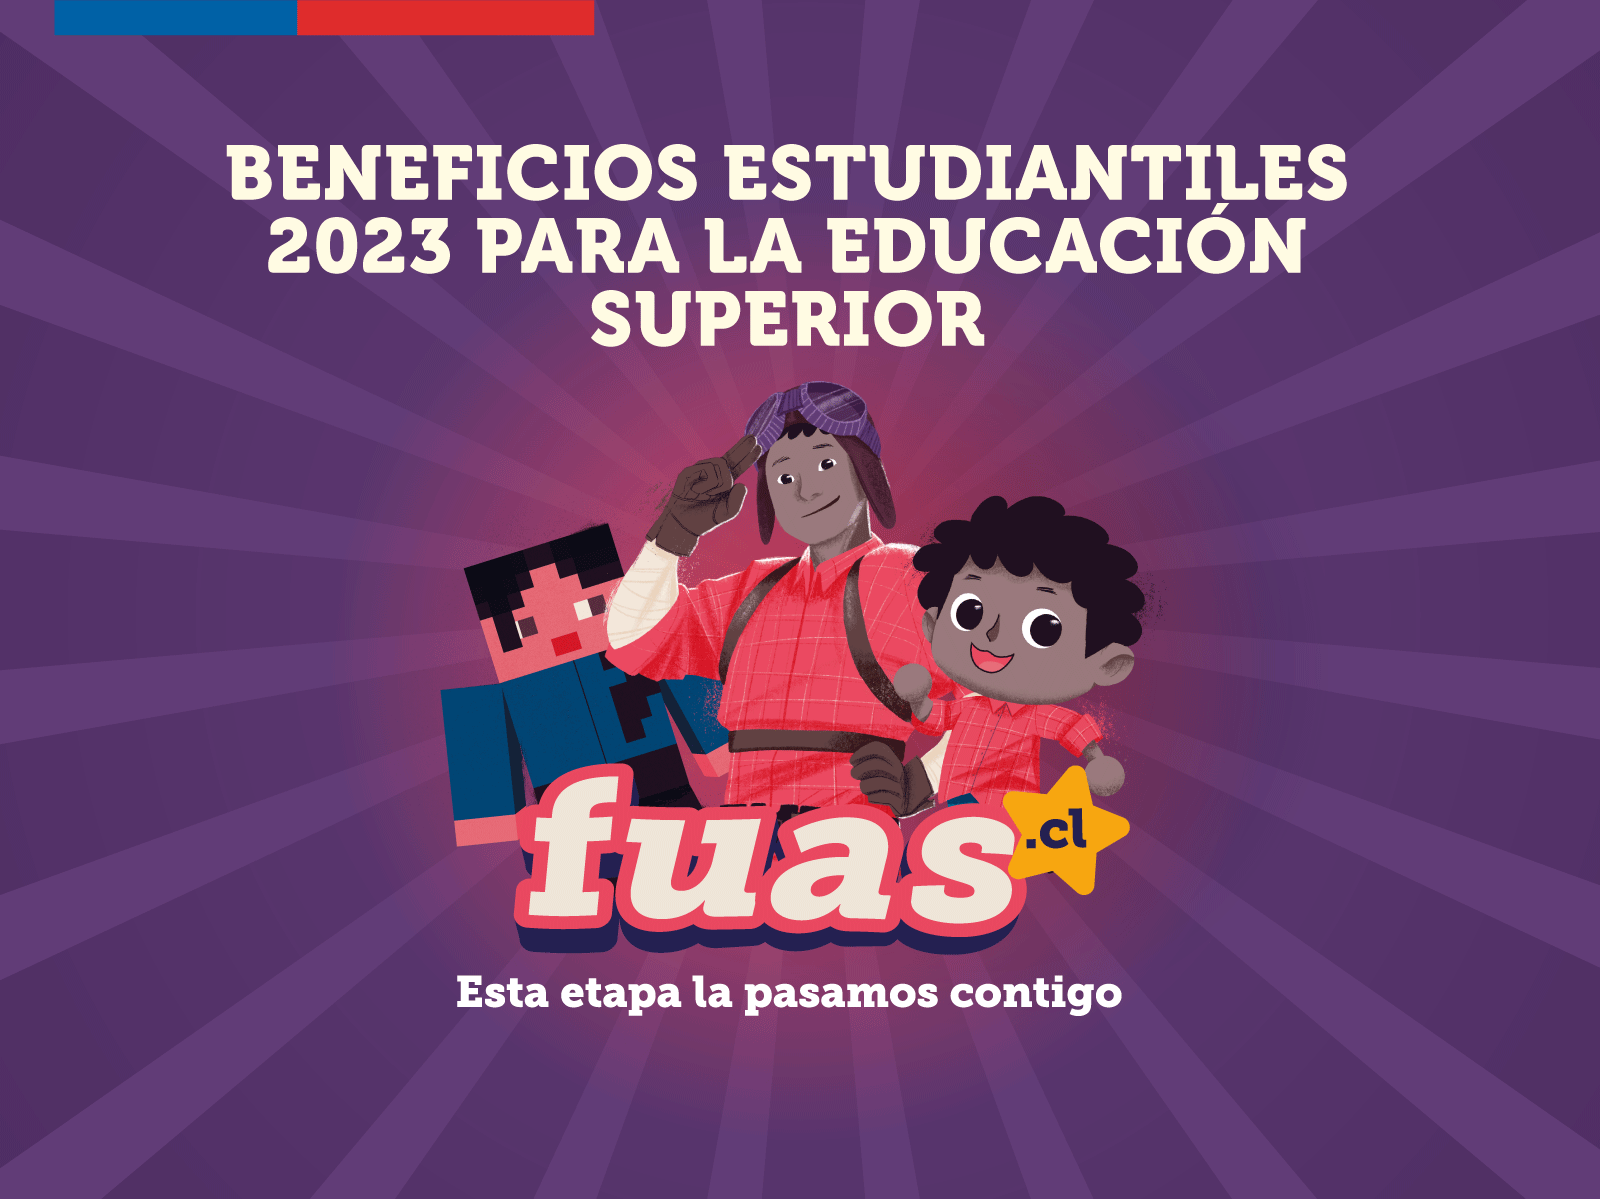 BENEFICIOS ESTUDIANTILES
2023 PARA LA EDUCACIÓN
SUPERIOR
fuas.cl
Esta etapa la pasamos contigo